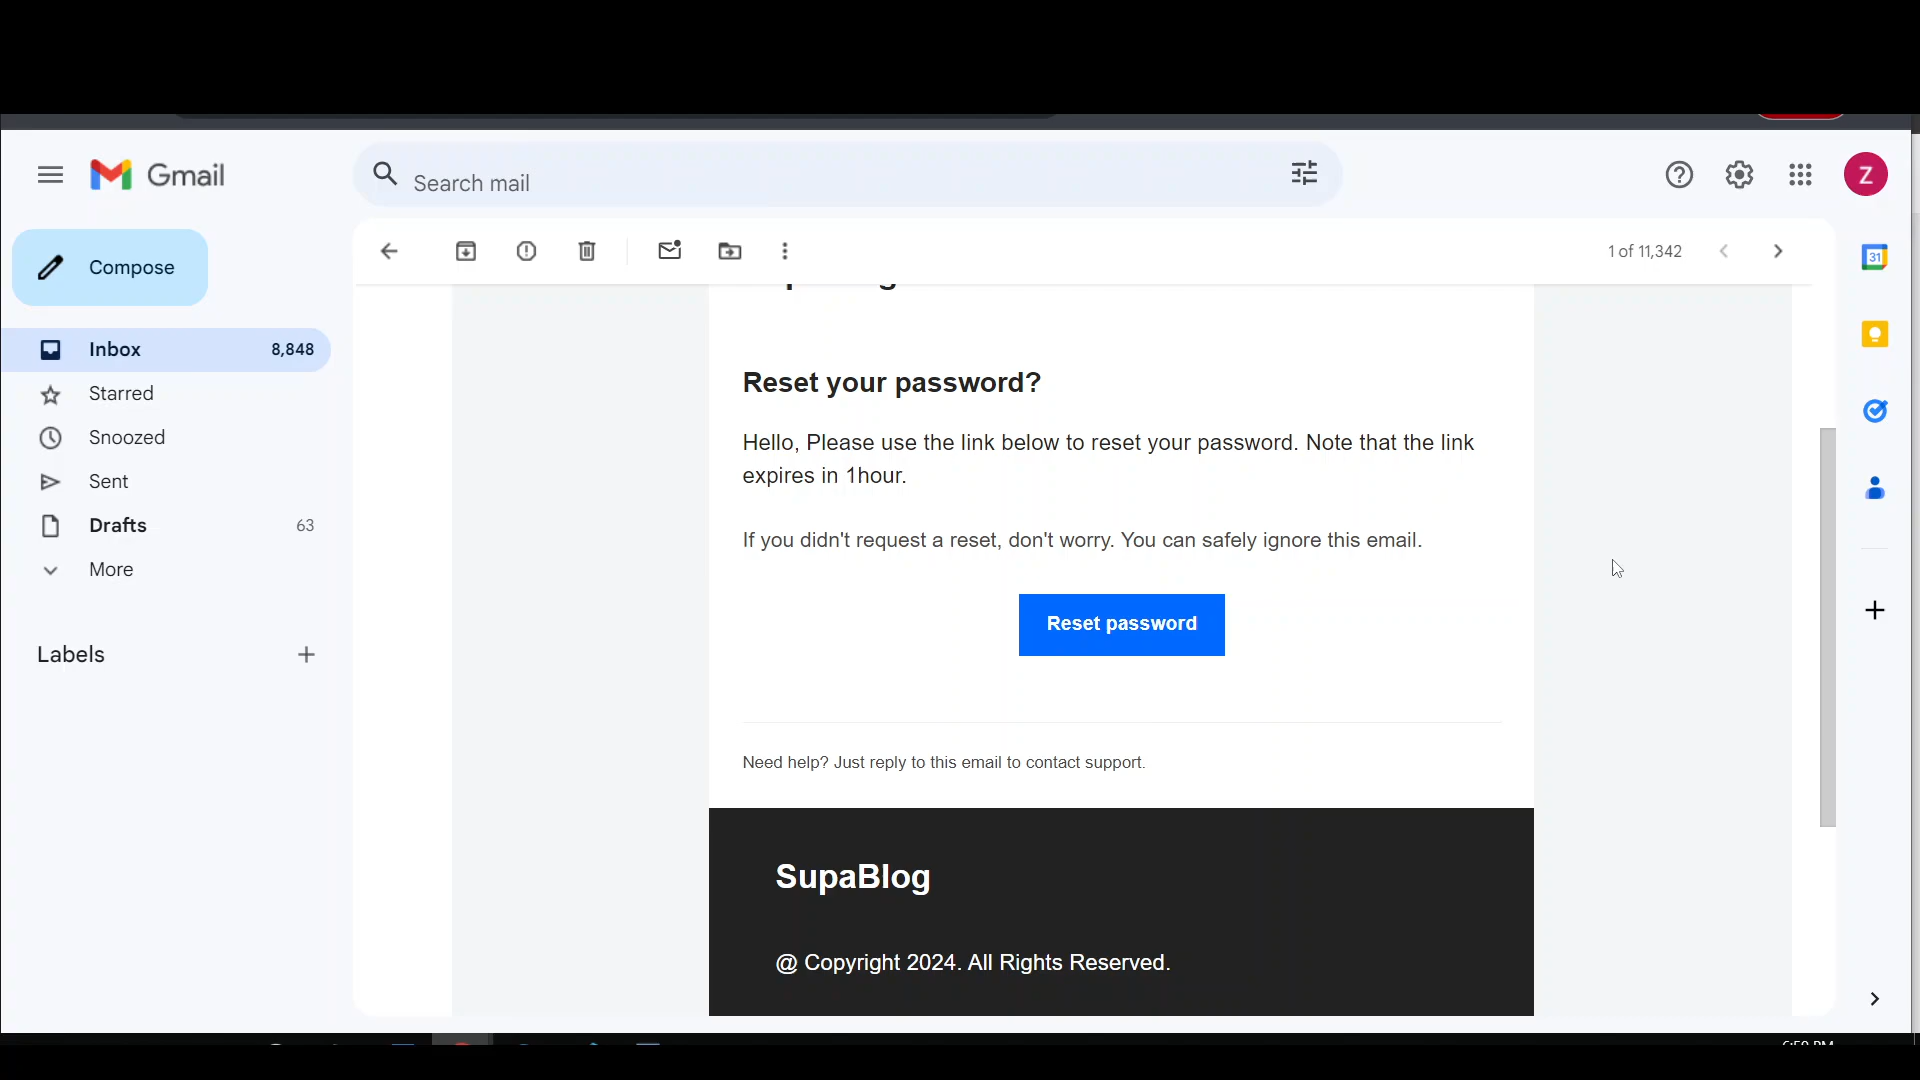 Gmail
Search mail
Z
Compose
1 of 11,342
31
Inbox 8,848
Starred
Snoozed
Sent
Drafts 63
More
Labels
Reset your password?
Hello, Please use the link below to reset your password. Note that the link
expires in 1hour.
If you didn't request a reset, don't worry. You can safely ignore this email.
Reset password
Need help? Just reply to this email to contact support.
SupaBlog
@ Copyright 2024. All Rights Reserved.